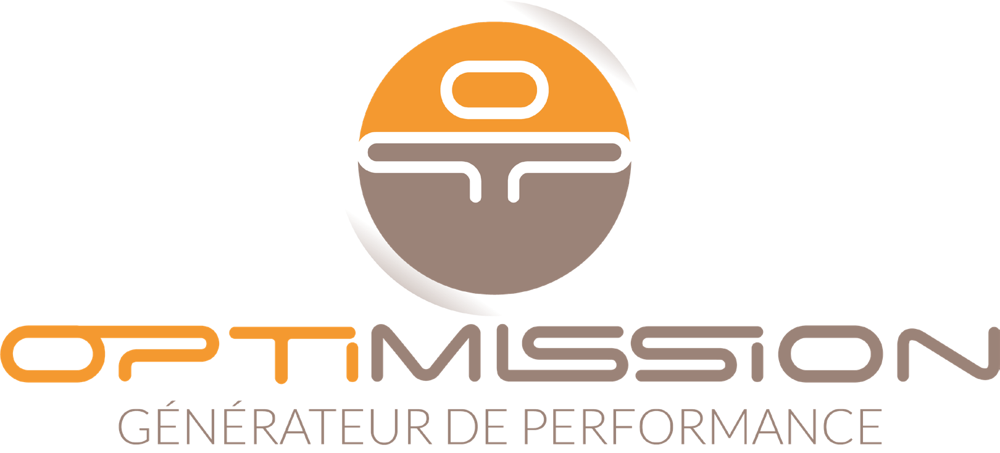 OPTIMISSION
GÉNÉRATEUR DE PERFORMANCE